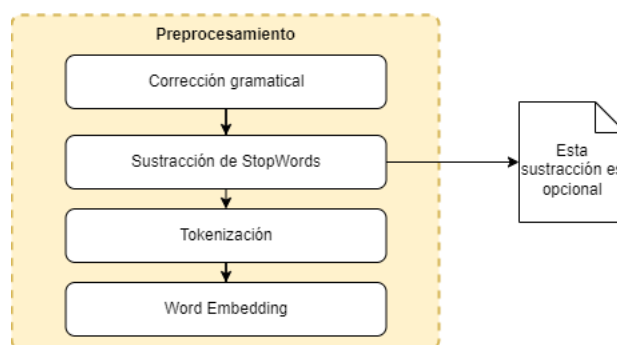 Preprocesamiento
Corrección gramatical
Sustracción de StopWords
Tokenización
Word Embedding
Esta
sustracción es
opcional